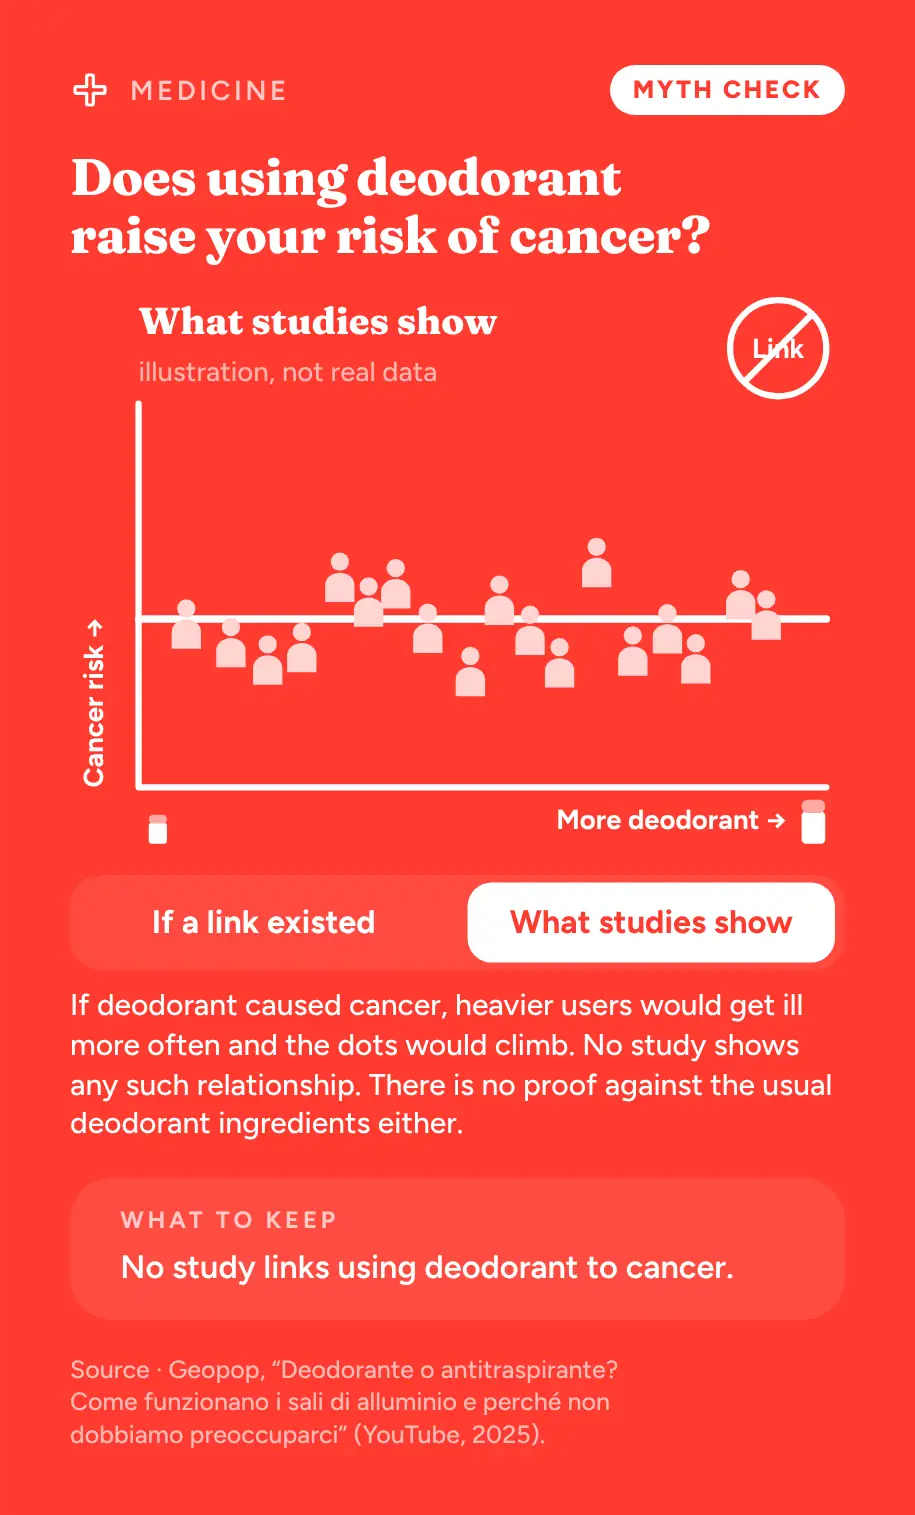 MEDICINE
MYTH CHECK
Does using deodorant
raise your risk of cancer?
What studies show
illustration, not real data
Link
Cancer risk →
More deodorant →
If a link existed
What studies show
If deodorant caused cancer, heavier users would get ill
more often and the dots would climb. No study shows
any such relationship. There is no proof against the usual
deodorant ingredients either.
WHAT TO KEEP
No study links using deodorant to cancer.
Source · Geopop, “Deodorante o antitraspirante?
Come funzionano i sali di alluminio e perché non
dobbiamo preoccuparci” (YouTube, 2025).